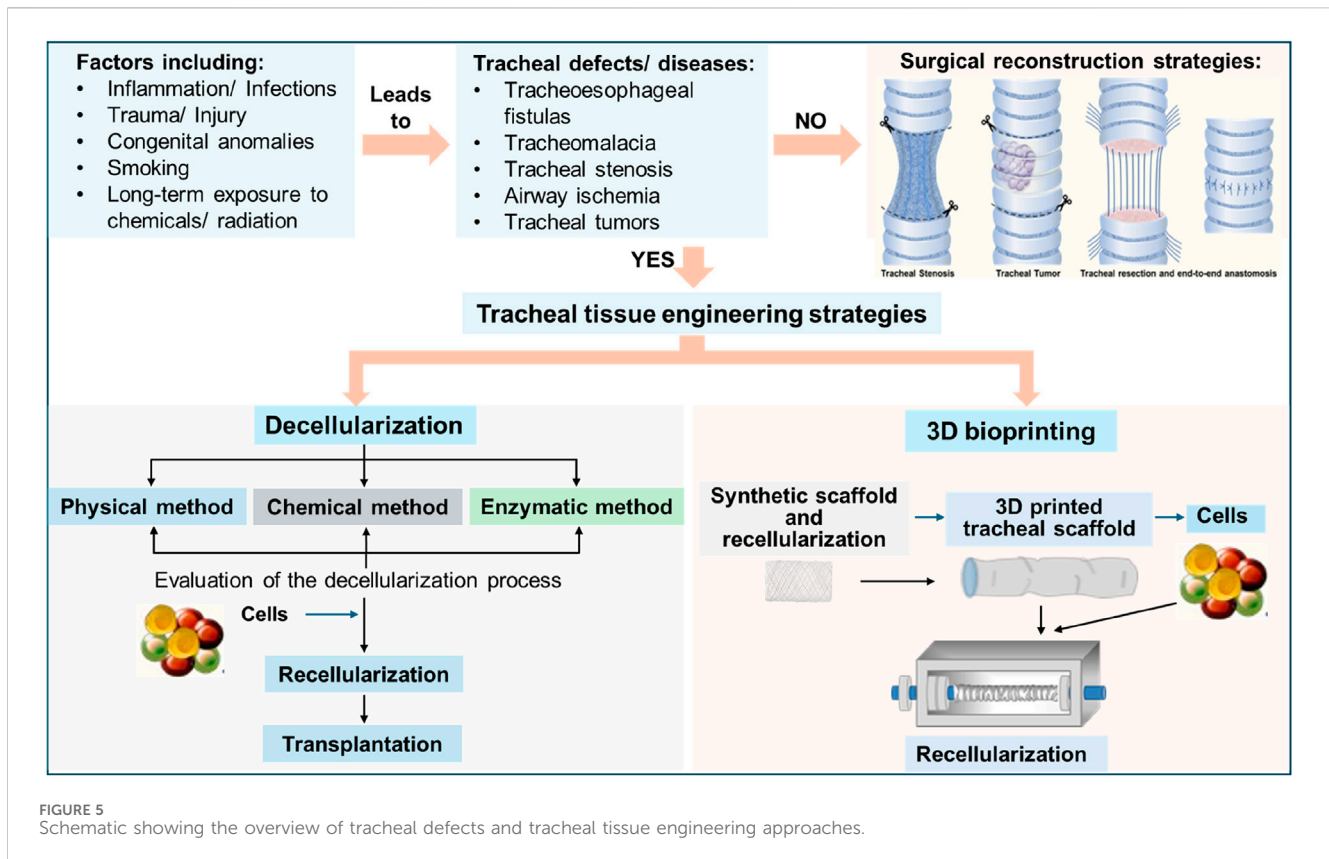 Factors including:
• Inflammation/ Infections
• Trauma/ Injury
• Congenital anomalies
• Smoking
• Long-term exposure to
chemicals/ radiation
Leads
to
Tracheal defects/ diseases:
• Tracheoesophageal
fistulas
• Tracheomalacia
• Tracheal stenosis
• Airway ischemia
• Tracheal tumors
NO
Surgical reconstruction strategies:
Tracheal Stenosis
Tracheal Tumor
Tracheal resection and end-to-end anastomosis
YES
Tracheal tissue engineering strategies
Decellularization
Physical method
Chemical method
Enzymatic method
Evaluation of the decellularization process
Cells
Recellularization
Transplantation
3D bioprinting
Synthetic scaffold
and
recellularization
3D printed
tracheal scaffold
Cells
Recellularization
FIGURE 5
Schematic showing the overview of tracheal defects and tracheal tissue engineering approaches.